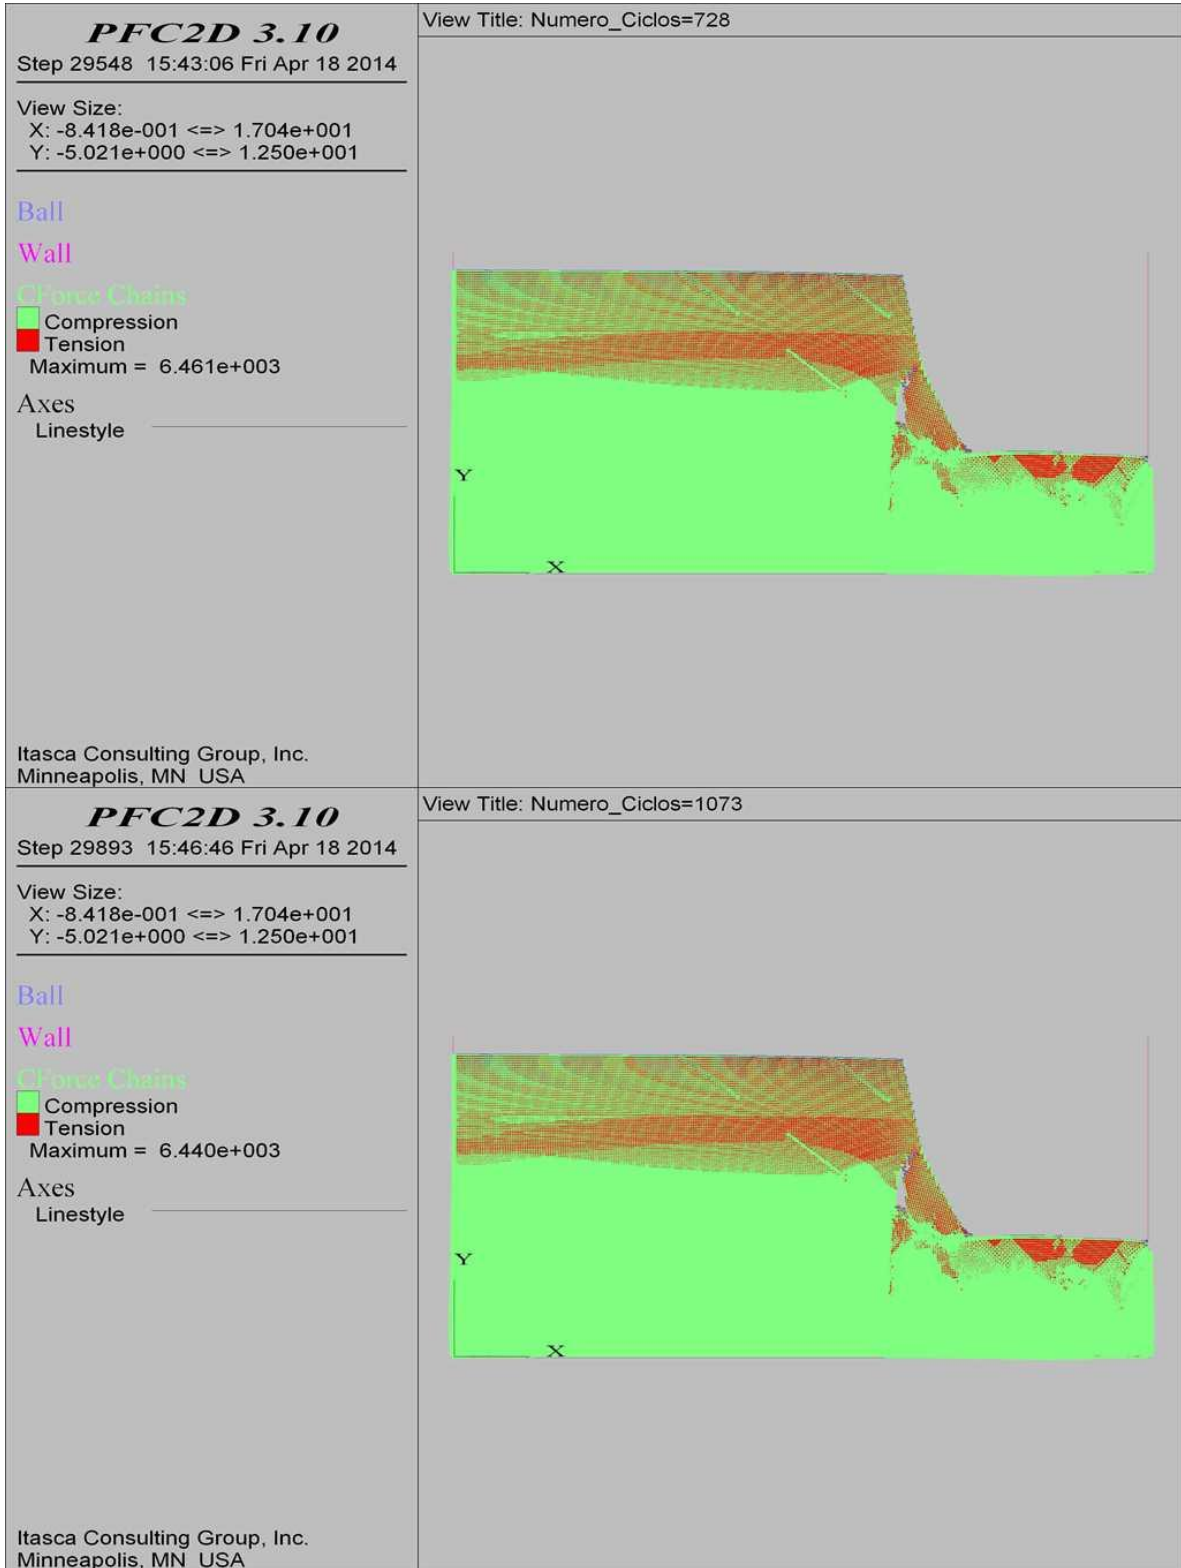 PFC2D 3.10
Step 29548 15:43:06 Fri Apr 18 2014
View Size:
X: -8.418e-001 <=> 1.704e+001
Y: -5.021e+000 <=> 1.250e+001
Ball
Wall
CForce Chains
Compression
Tension
Maximum = 6.461e+003
Axes
Linestyle
Itasca Consulting Group, Inc.
Minneapolis, MN USA
View Title: Numero_Ciclos=728
Y
X
PFC2D 3.10
Step 29893 15:46:46 Fri Apr 18 2014
View Size:
X: -8.418e-001 <=> 1.704e+001
Y: -5.021e+000 <=> 1.250e+001
Ball
Wall
CForce Chains
Compression
Tension
Maximum = 6.440e+003
Axes
Linestyle
Itasca Consulting Group, Inc.
Minneapolis, MN USA
View Title: Numero_Ciclos=1073
Y
X